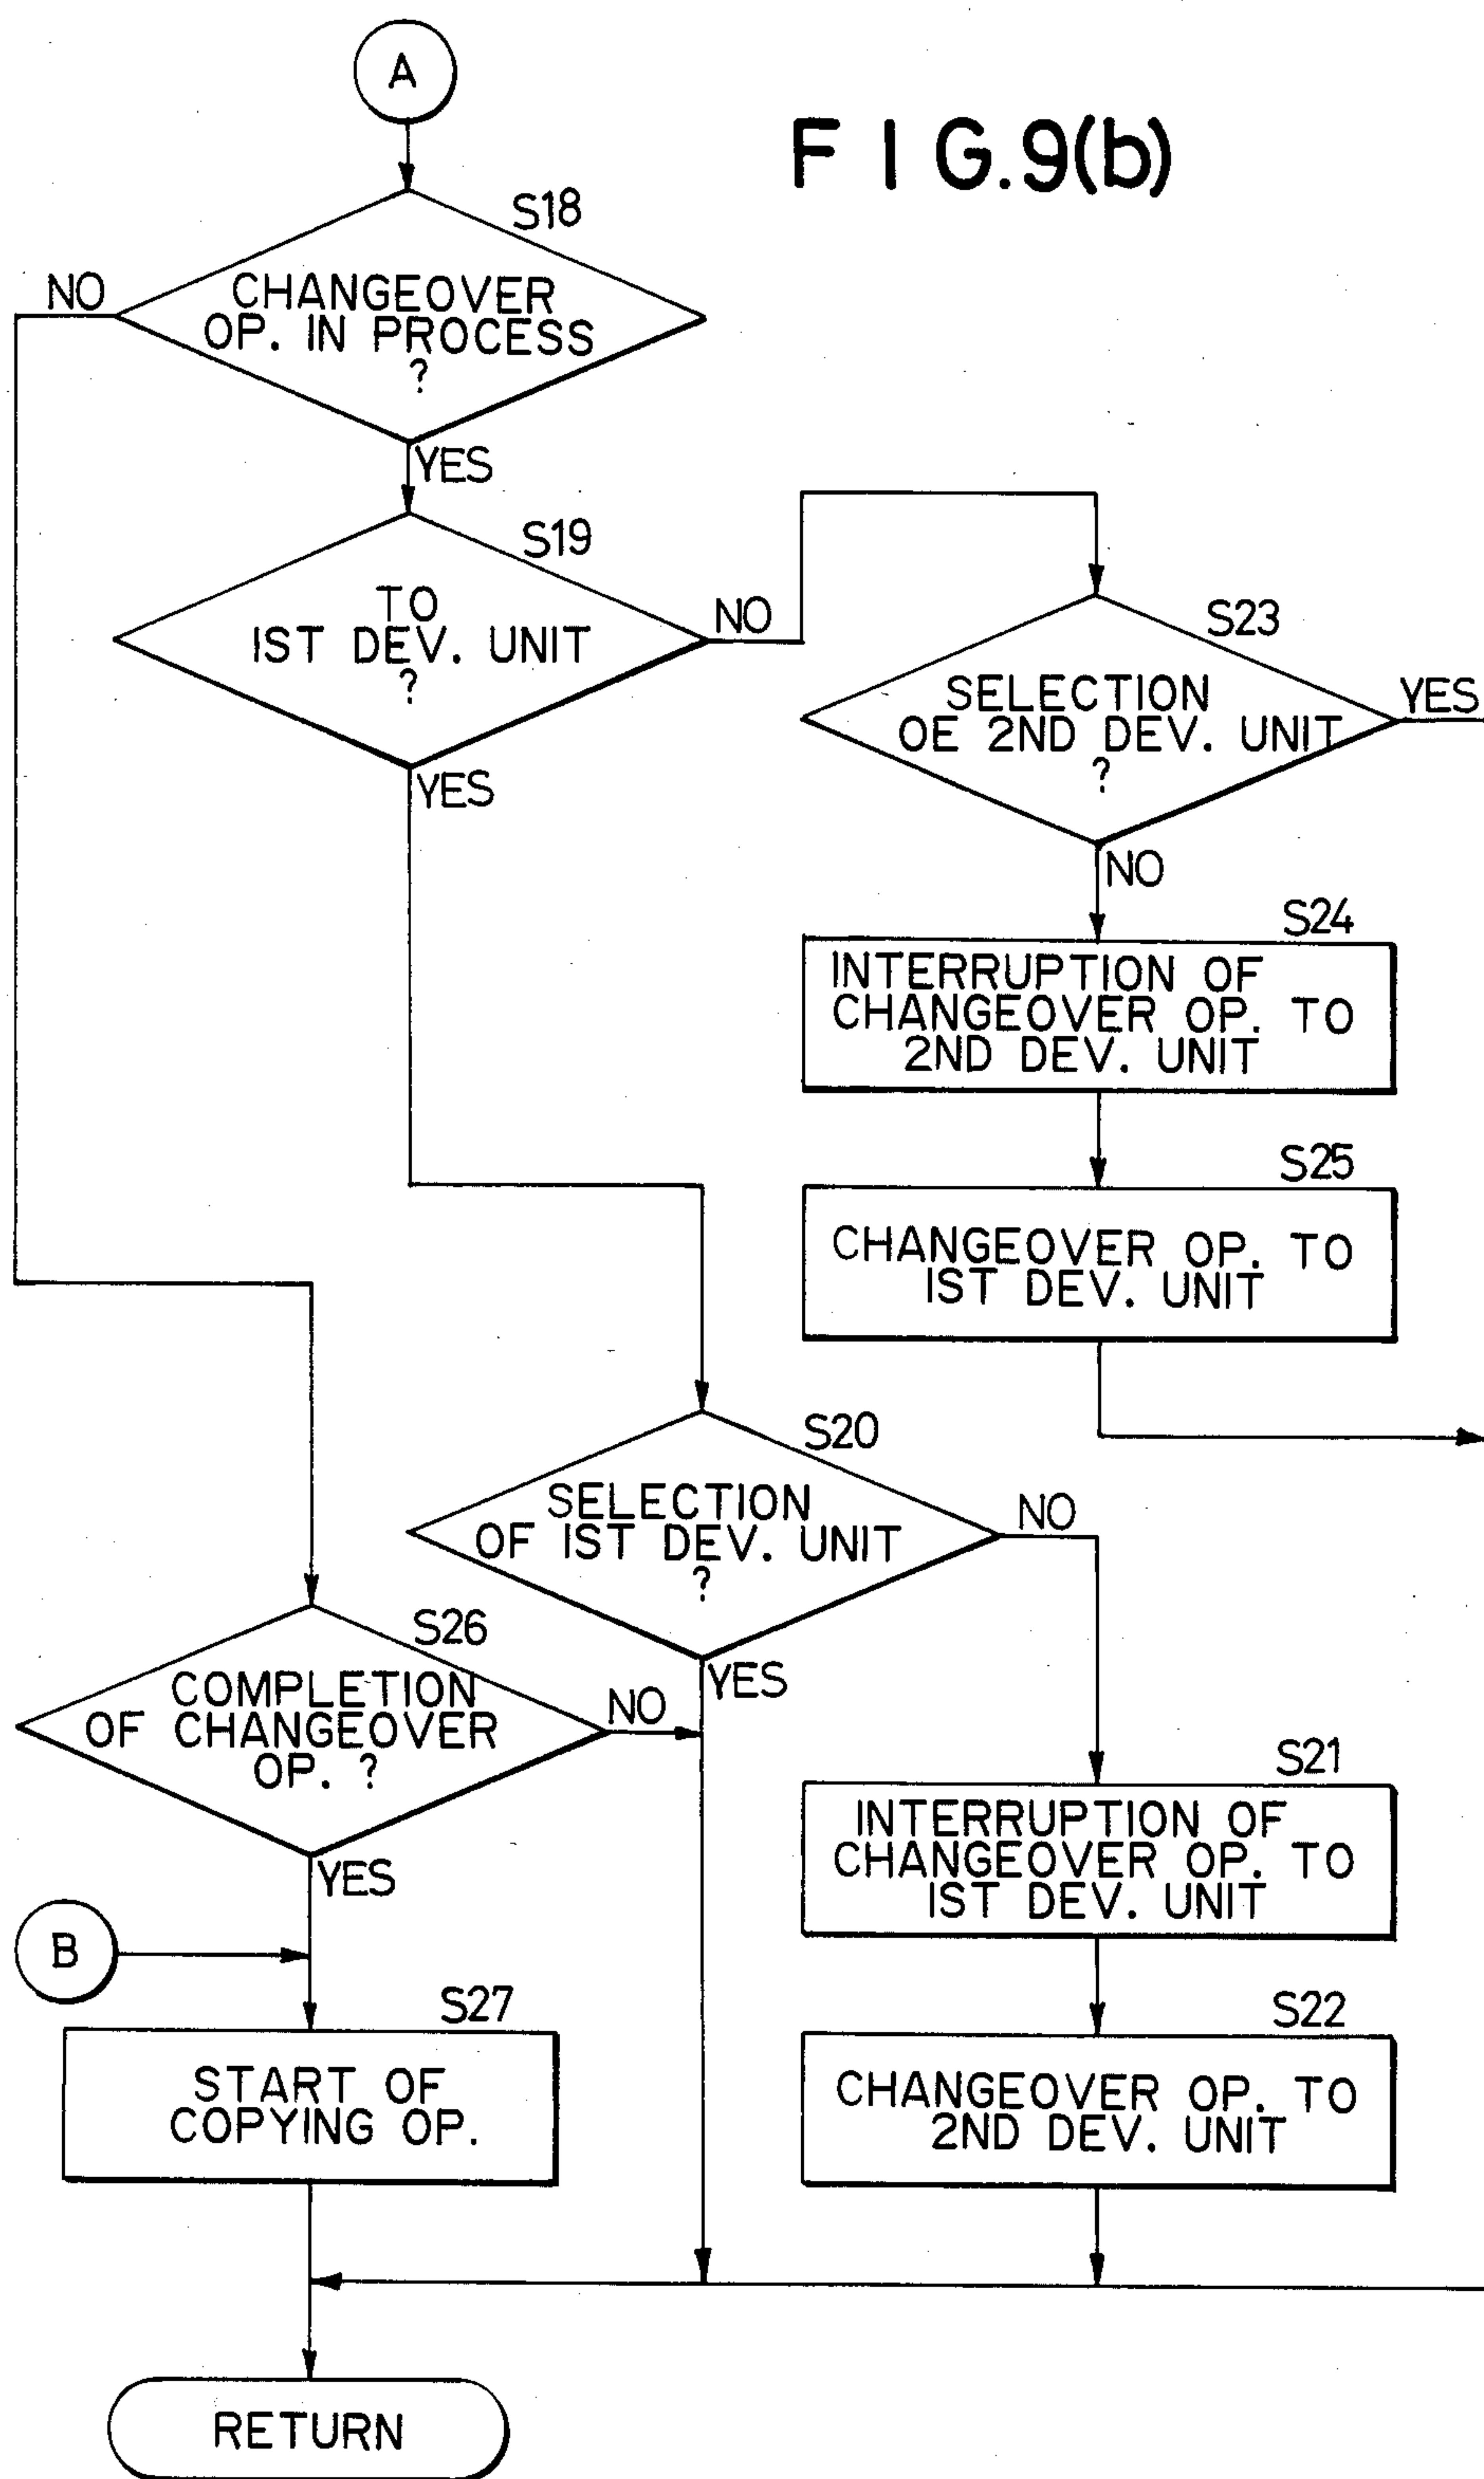 A
F I G.9(b)
S18
NO
CHANGEOVER
OP. IN PROCESS
?
YES
S19
TO
IST DEV. UNIT
?
NO
YES
S23
SELECTION
OE 2ND DEV. UNIT
?
YES
NO
S24
INTERRUPTION OF
CHANGEOVER OP. TO
2ND DEV. UNIT
S25
CHANGEOVER OP. TO
IST DEV. UNIT
S20
SELECTION
OF IST DEV. UNIT
?
NO
YES
S26
COMPLETION
OF CHANGEOVER
OP. ?
NO
YES
S21
INTERRUPTION OF
CHANGEOVER OP. TO
IST DEV. UNIT
B
S27
START OF
COPYING OP.
S22
CHANGEOVER OP. TO
2ND DEV. UNIT
RETURN